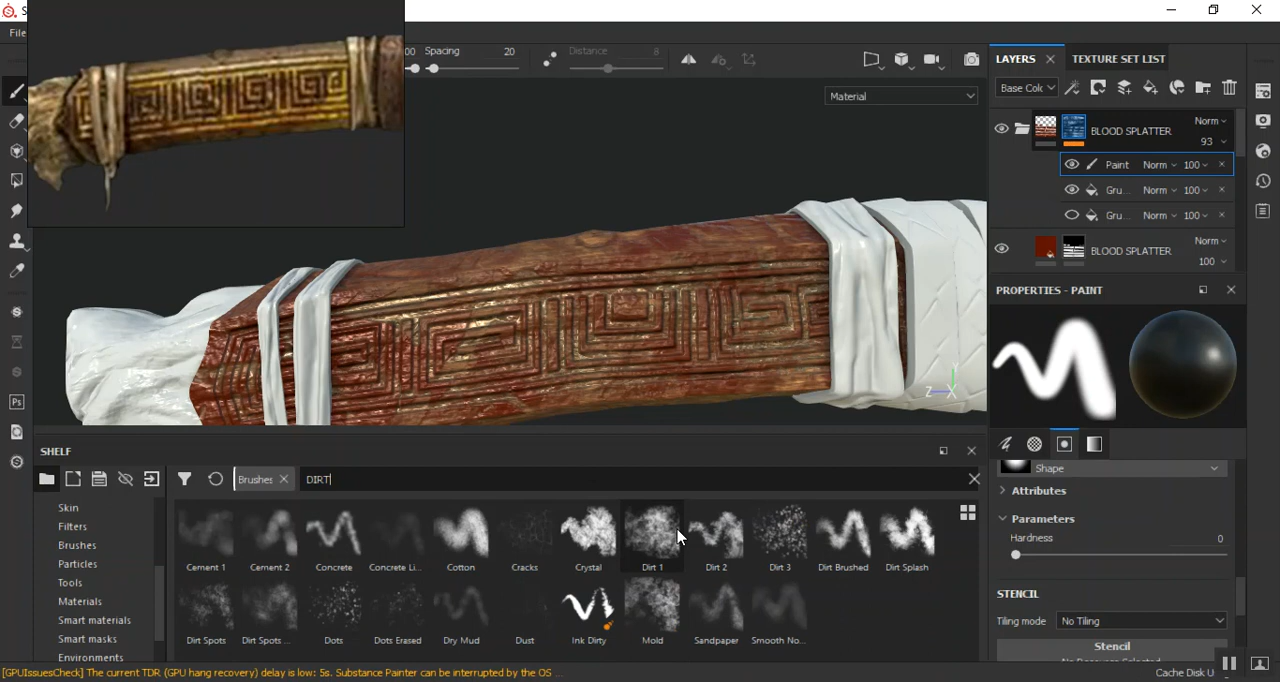 S
File
00 Spacing 20 Distance 8
LAYERS TEXTURE SET LIST
Base Col
Material
BLOOD SPLATTER Norm
93
Paint Norm 100
Gru... Norm 100
Gru... Norm 100
BLOOD SPLATTER Norm
100
PROPERTIES - PAINT
Z X
Ps
SHELF
Brushes DIRT
Skin
Filters
Brushes
Particles
Tools
Materials
Smart materials
Smart masks
Environments
Cement 1 Cement 2 Concrete Concrete Li... Cotton Cracks Crystal Dirt 1 Dirt 2 Dirt 3 Dirt Brushed Dirt Splash
Dirt Spots Dirt Spots ... Dots Dots Erased Dry Mud Dust Ink Dirty Mold Sandpaper Smooth No...
Shape
Attributes
Parameters
Hardness 0
STENCIL
Tiling mode No Tiling
Stencil
[GPUIssuesCheck] The current TDR (GPU hang recovery) delay is low: 5s. Substance Painter can be interrupted by the OS ...
Cache Disk U